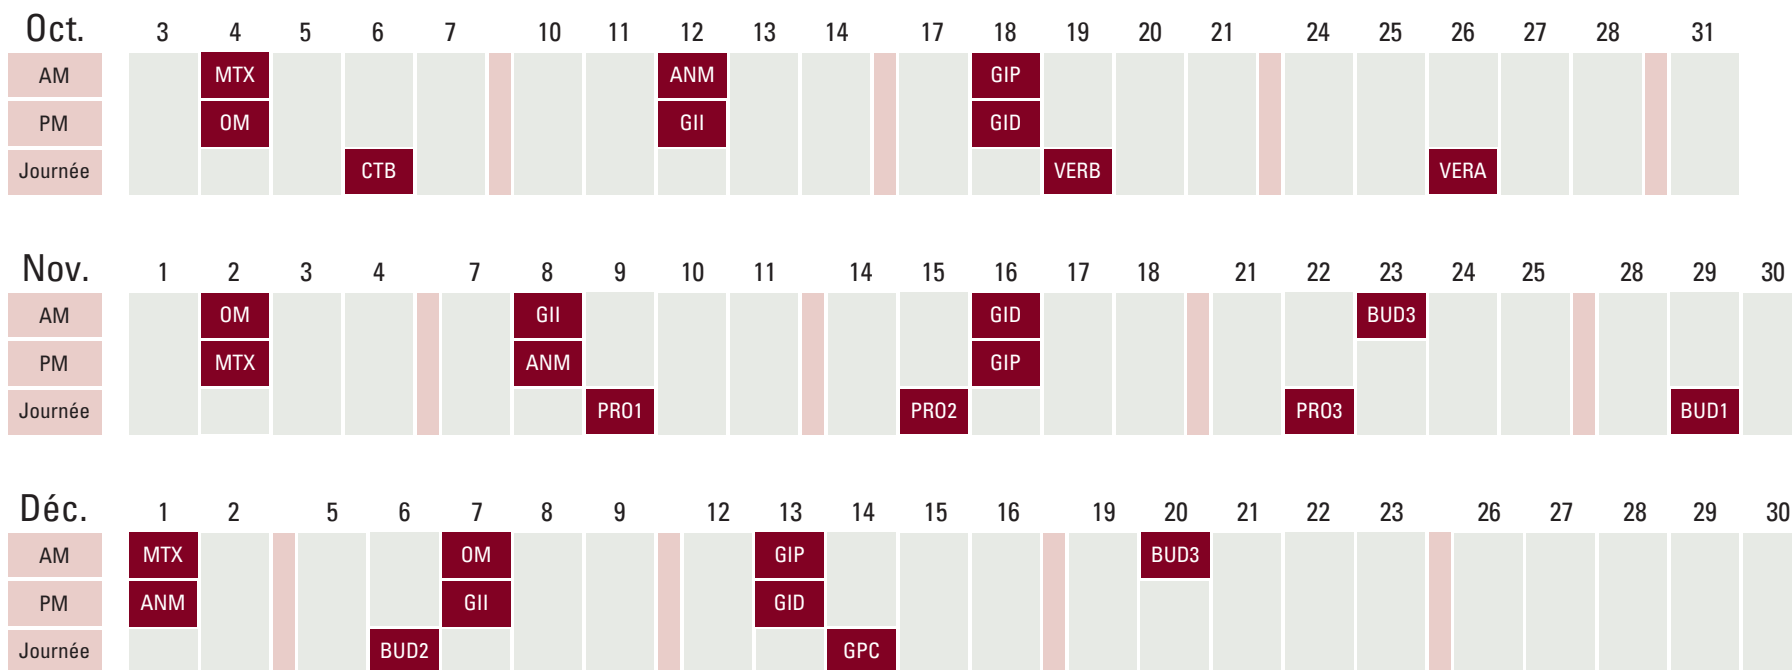 Oct. 3 4 5 6 7 10 11 12 13 14 17 18 19 20 21 24 25 26 27 28 31
AM MTX ANM GIP
PM OM GII GID
Journée CTB VERB VERA
Nov. 1 2 3 4 7 8 9 10 11 14 15 16 17 18 21 22 23 24 25 28 29 30
AM OM GII GID BUD3
PM MTX ANM GIP
Journée PRO1 PRO2 PRO3 BUD1
Déc. 1 2 5 6 7 8 9 12 13 14 15 16 19 20 21 22 23 26 27 28 29 30
AM MTX OM GIP BUD3
PM ANM GII GID
Journée BUD2 GPC